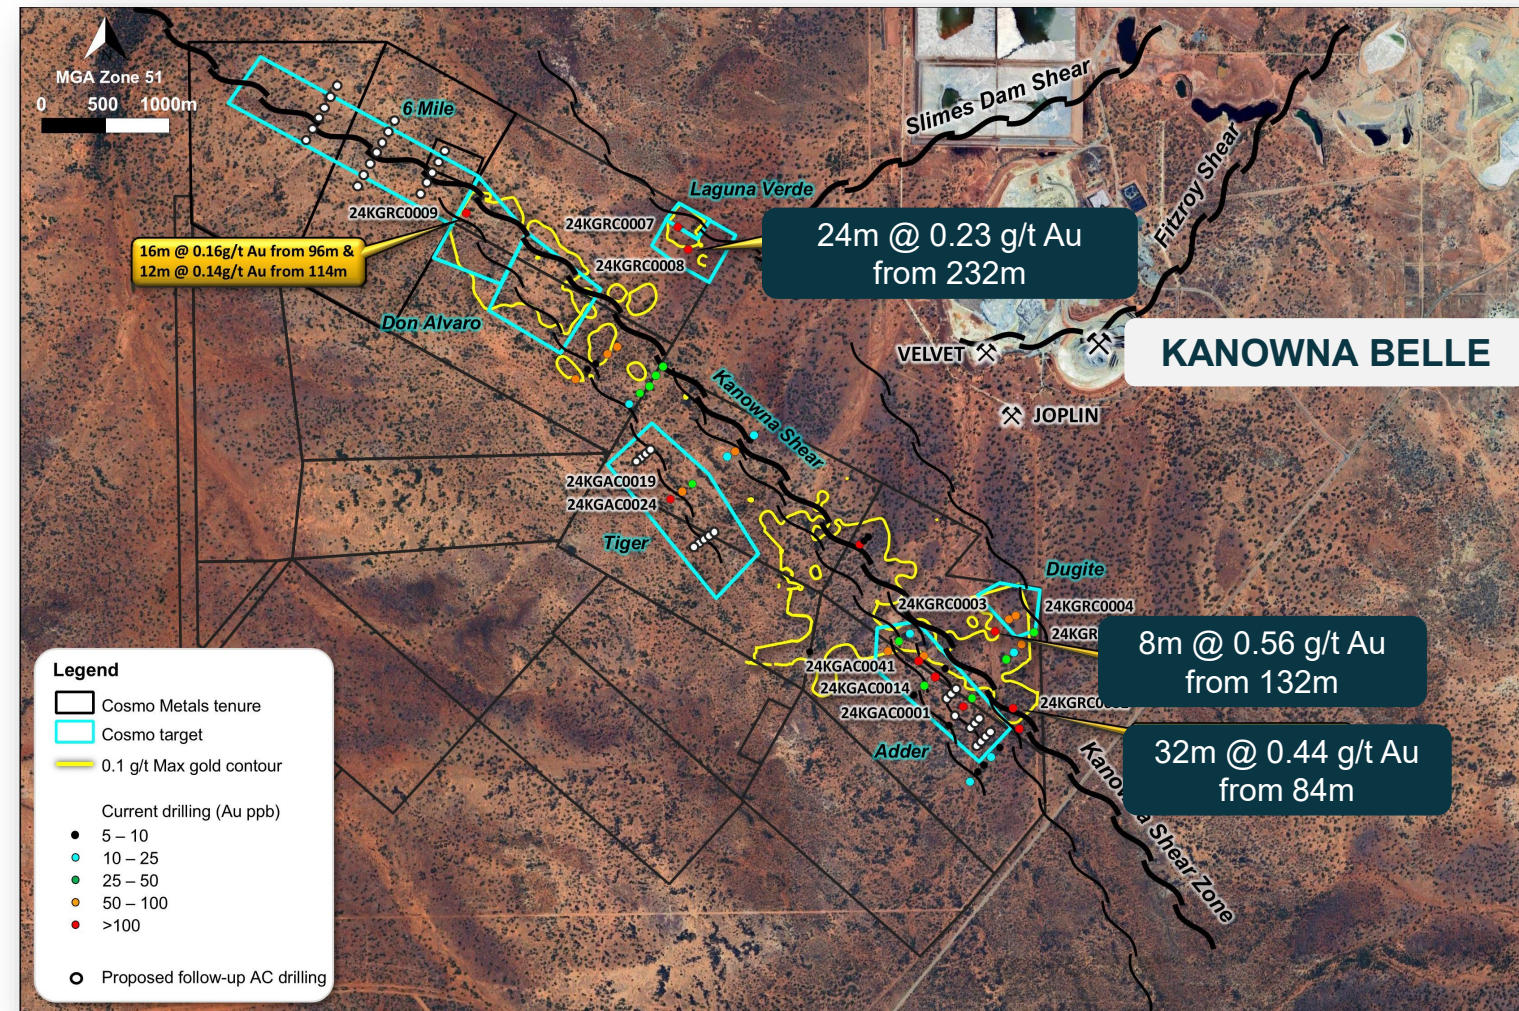 MGA Zone 51
0 500 1000m
6 Mile
Slimes Dam Shear
Fitzroy Shear
Laguna Verde
24KGRC0009
24KGRC0007
24KGRC0008
16m @ 0.16g/t Au from 96m &
12m @ 0.14g/t Au from 114m
24m @ 0.23 g/t Au
from 232m
Don Alvaro
VELVET
KANOWNA BELLE
JOPLIN
Kanowna Shear
24KGAC0019
24KGAC0024
Tiger
Dugite
24KGRC0003
24KGRC0004
24KGR
8m @ 0.56 g/t Au
from 132m
24KGAC0041
24KGAC0014
24KGAC0001
Adder
32m @ 0.44 g/t Au
from 84m
Kanowna Shear Zone
Legend
Cosmo Metals tenure
Cosmo target
0.1 g/t Max gold contour
Current drilling (Au ppb)
5 – 10
10 – 25
25 – 50
50 – 100
>100
Proposed follow-up AC drilling